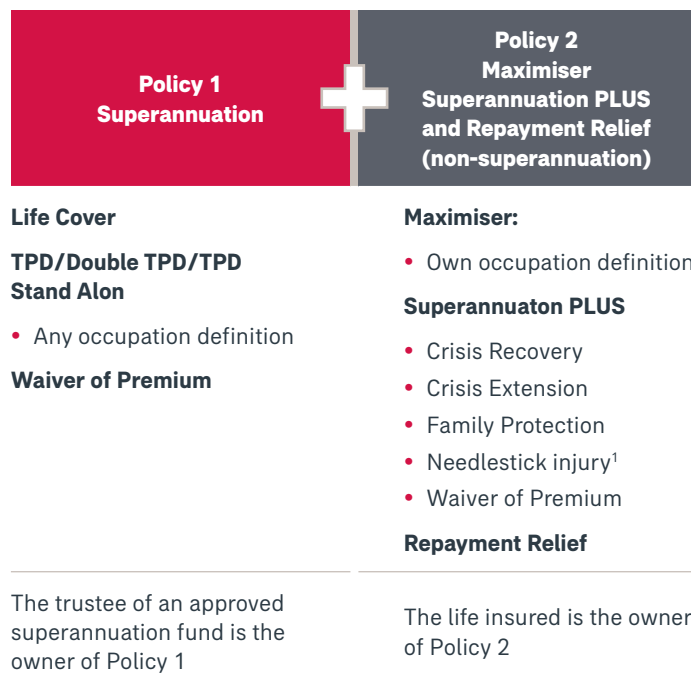 Policy 1
Superannuation
Policy 2
Maximiser
Superannuation PLUS
and Repayment Relief
(non-superannuation)
Life Cover
TPD/Double TPD/TPD
Stand Alon
• Any occupation definition
Waiver of Premium
Maximiser:
• Own occupation definition
Superannuaton PLUS
• Crisis Recovery
• Crisis Extension
• Family Protection
• Needlestick injury¹
• Waiver of Premium
Repayment Relief
The trustee of an approved
superannuation fund is the
owner of Policy 1
The life insured is the owner
of Policy 2